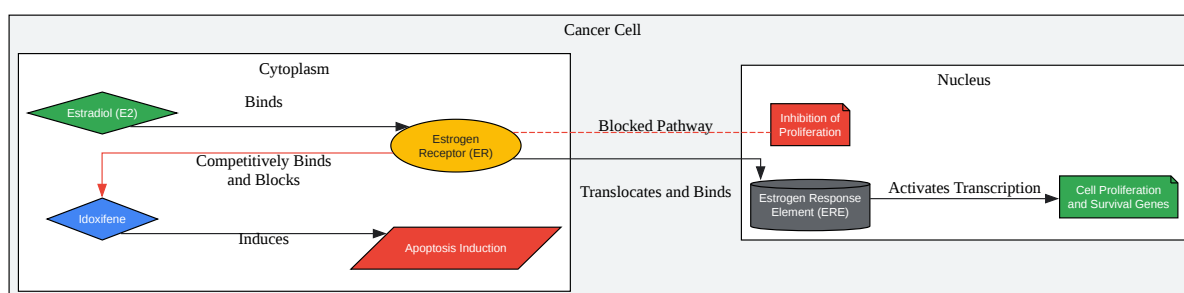 Cancer Cell
Cytoplasm
Nucleus
Estradiol (E2)
Binds
Estrogen
Receptor (ER)
Blocked Pathway
Inhibition of
Proliferation
Competitively Binds
and Blocks
Translocates and Binds
Estrogen Response
Element (ERE)
Activates Transcription
Cell Proliferation
and Survival Genes
Idoxifene
Induces
Apoptosis Induction